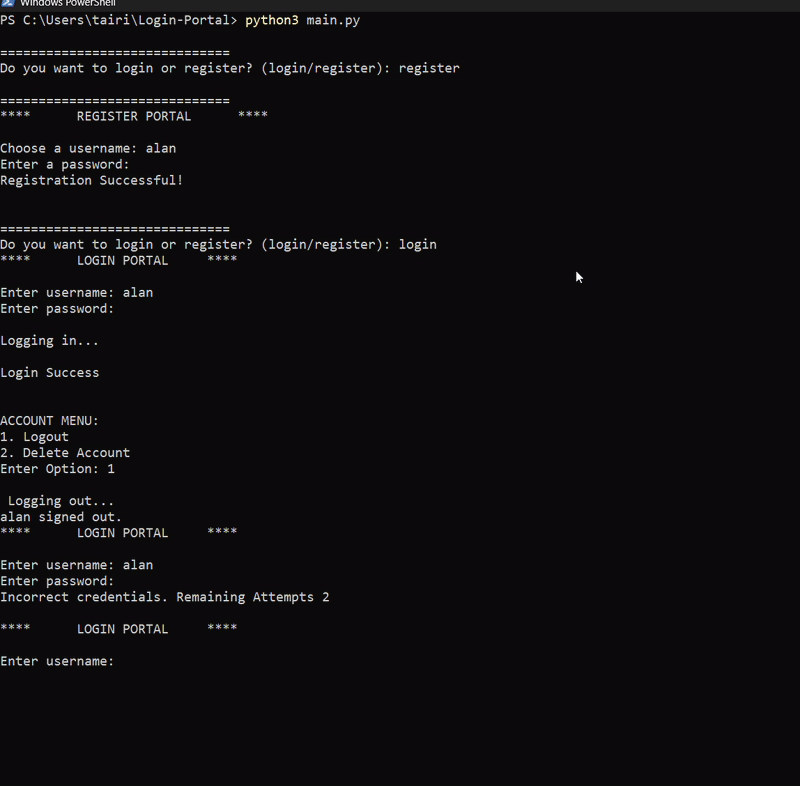 Windows PowerShell
PS C:\Users\tairi\Login-Portal> python3 main.py
==============================
Do you want to login or register? (login/register): register
==============================
****      REGISTER PORTAL      ****
Choose a username: alan
Enter a password:
Registration Successful!
==============================
Do you want to login or register? (login/register): login
****      LOGIN PORTAL     ****
Enter username: alan
Enter password:
Logging in...
Login Success
ACCOUNT MENU:
1. Logout
2. Delete Account
Enter Option: 1
 Logging out...
alan signed out.
****      LOGIN PORTAL     ****
Enter username: alan
Enter password:
Incorrect credentials. Remaining Attempts 2
****      LOGIN PORTAL     ****
Enter username: